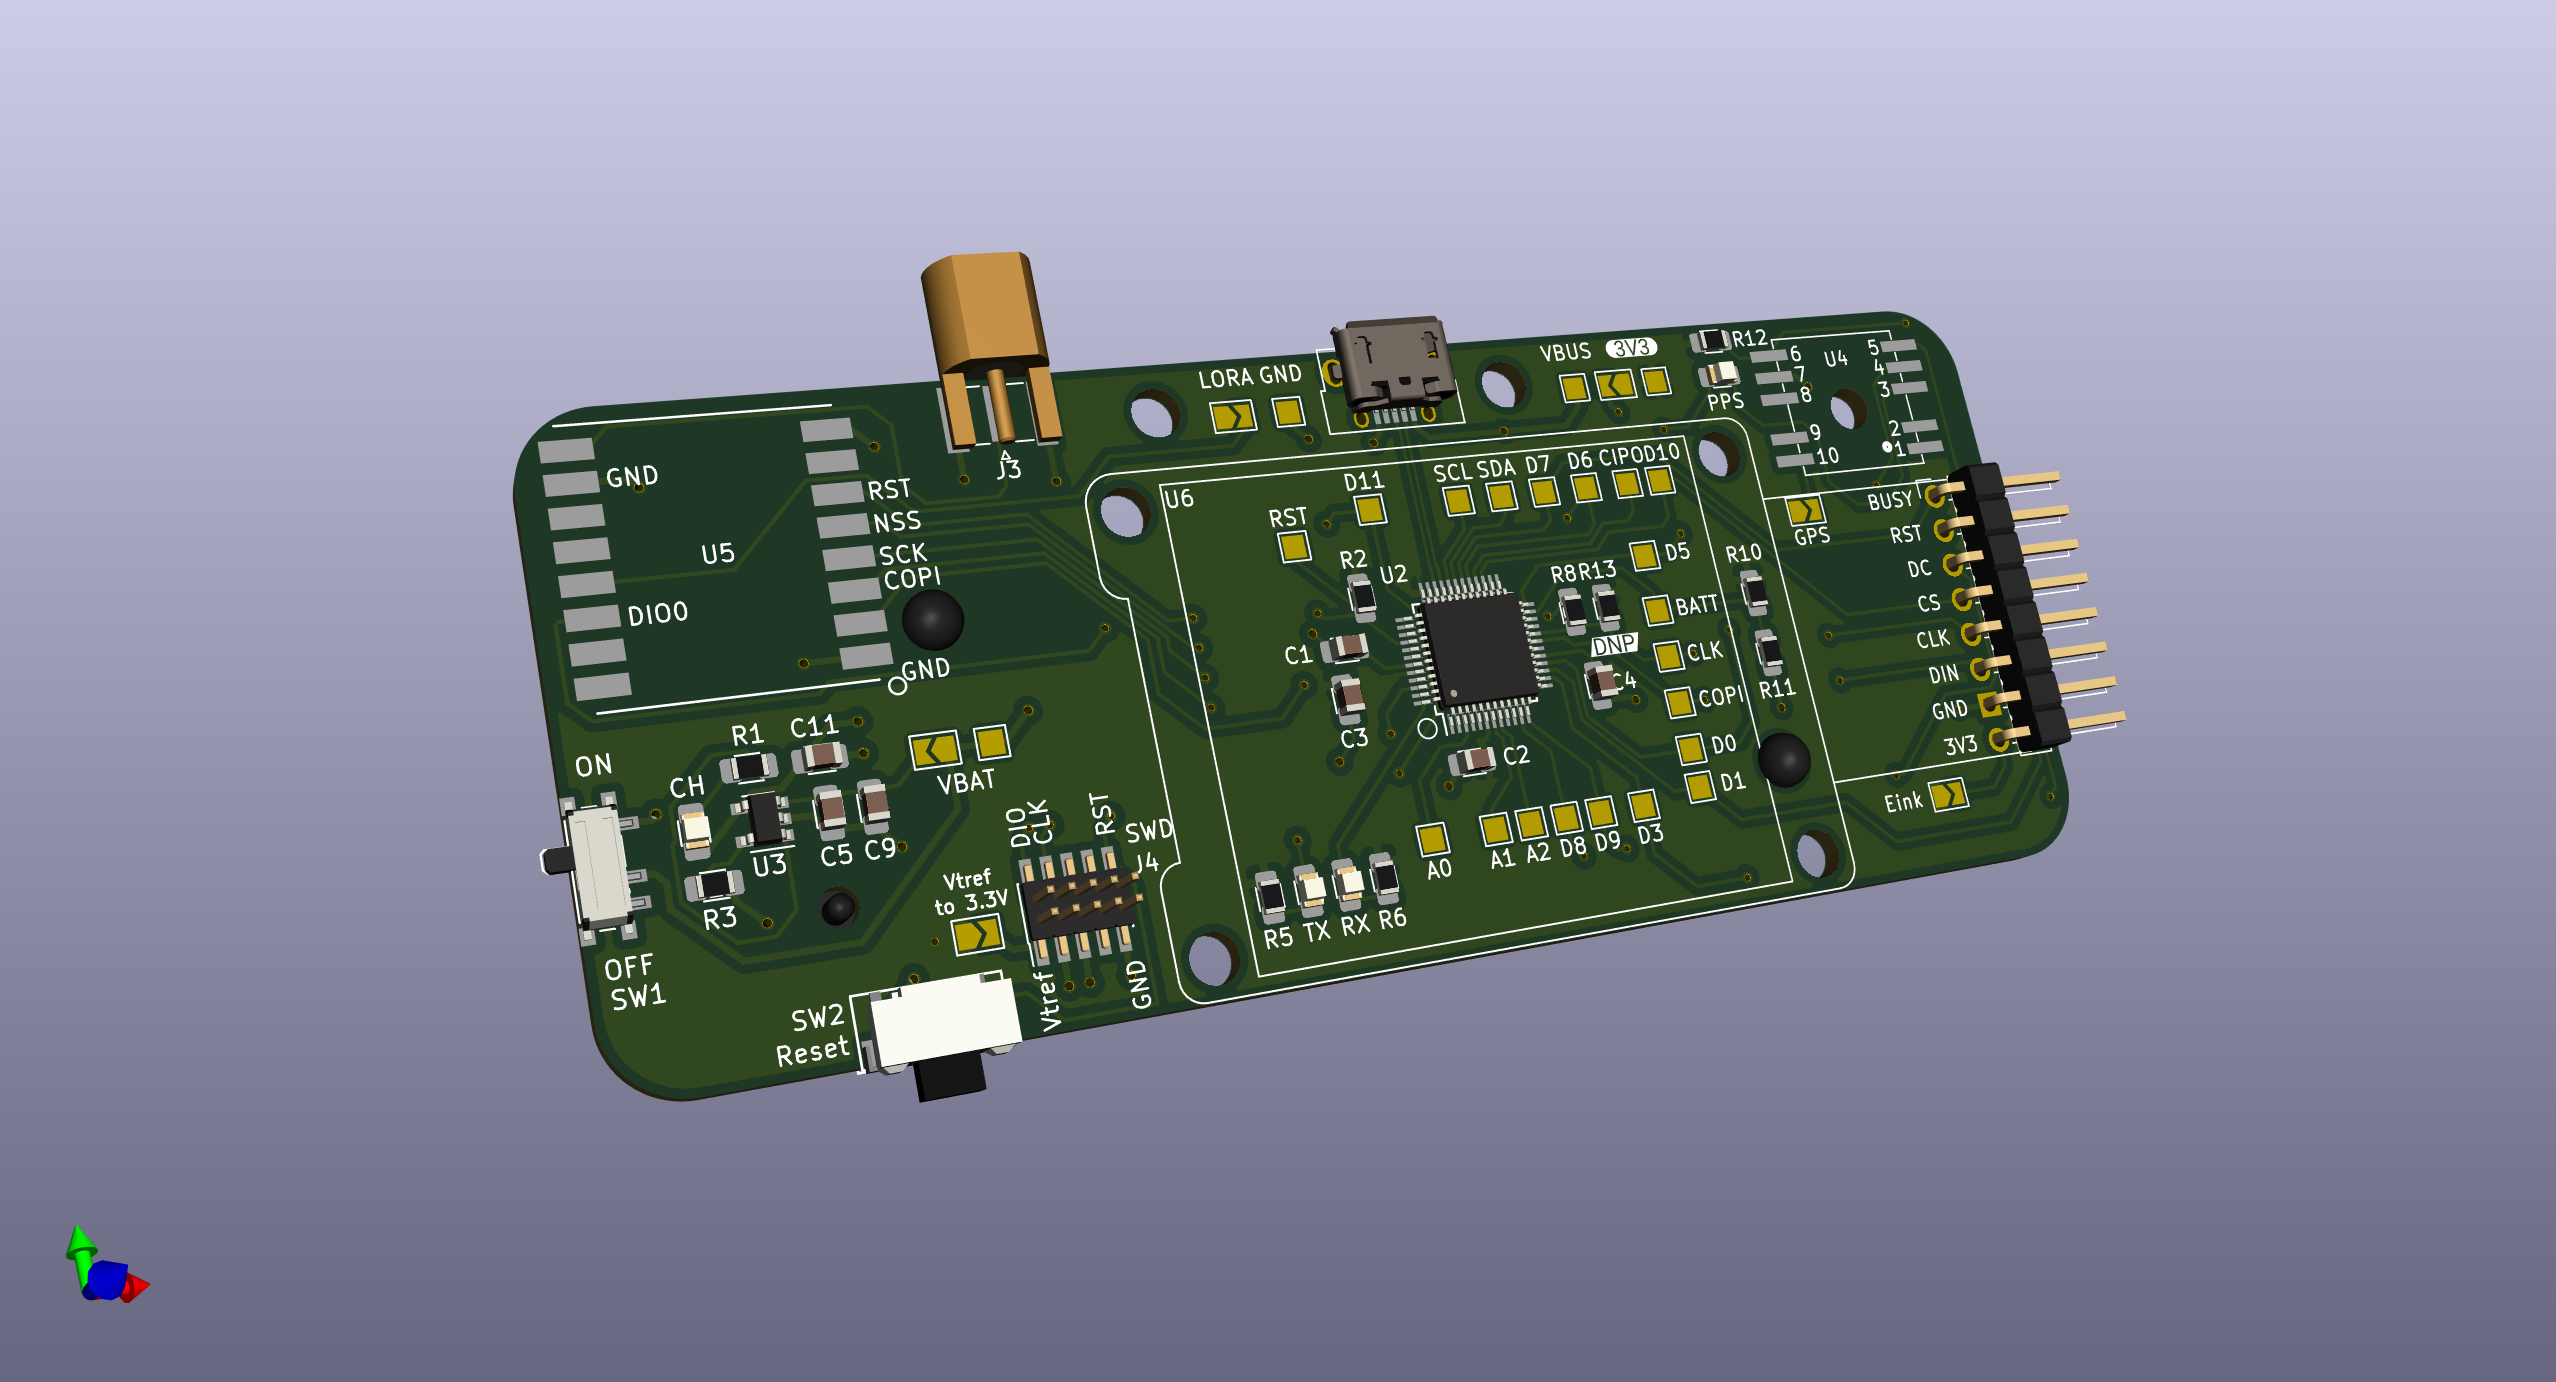 R12
VBUS 3V3
LORA GND
PPS
U4
6
7
8
9
10
5
4
3
2
1
J3
GND
RST
NSS
SCK
COPI
U5
DIO0
GND
U6
RST
D11
SCL SDA D7 D6 CIPO D10
D5
R2
U2
R8 R13
DNP
BATT
CLK
COPI
D0
D1
C1
C3
C4
C2
R10
R11
GPS
BUSY
RST
DC
CS
CLK
DIN
GND
3V3
Eink
A0
A1
A2
D8
D9
D3
R5 TX RX R6
R1
C11
CH
U3
C5
C9
R3
VBAT
ON
OFF
SW1
DIO
CLK
RST
SWD
J4
Vtref
to 3.3V
Vtref
GND
SW2
Reset